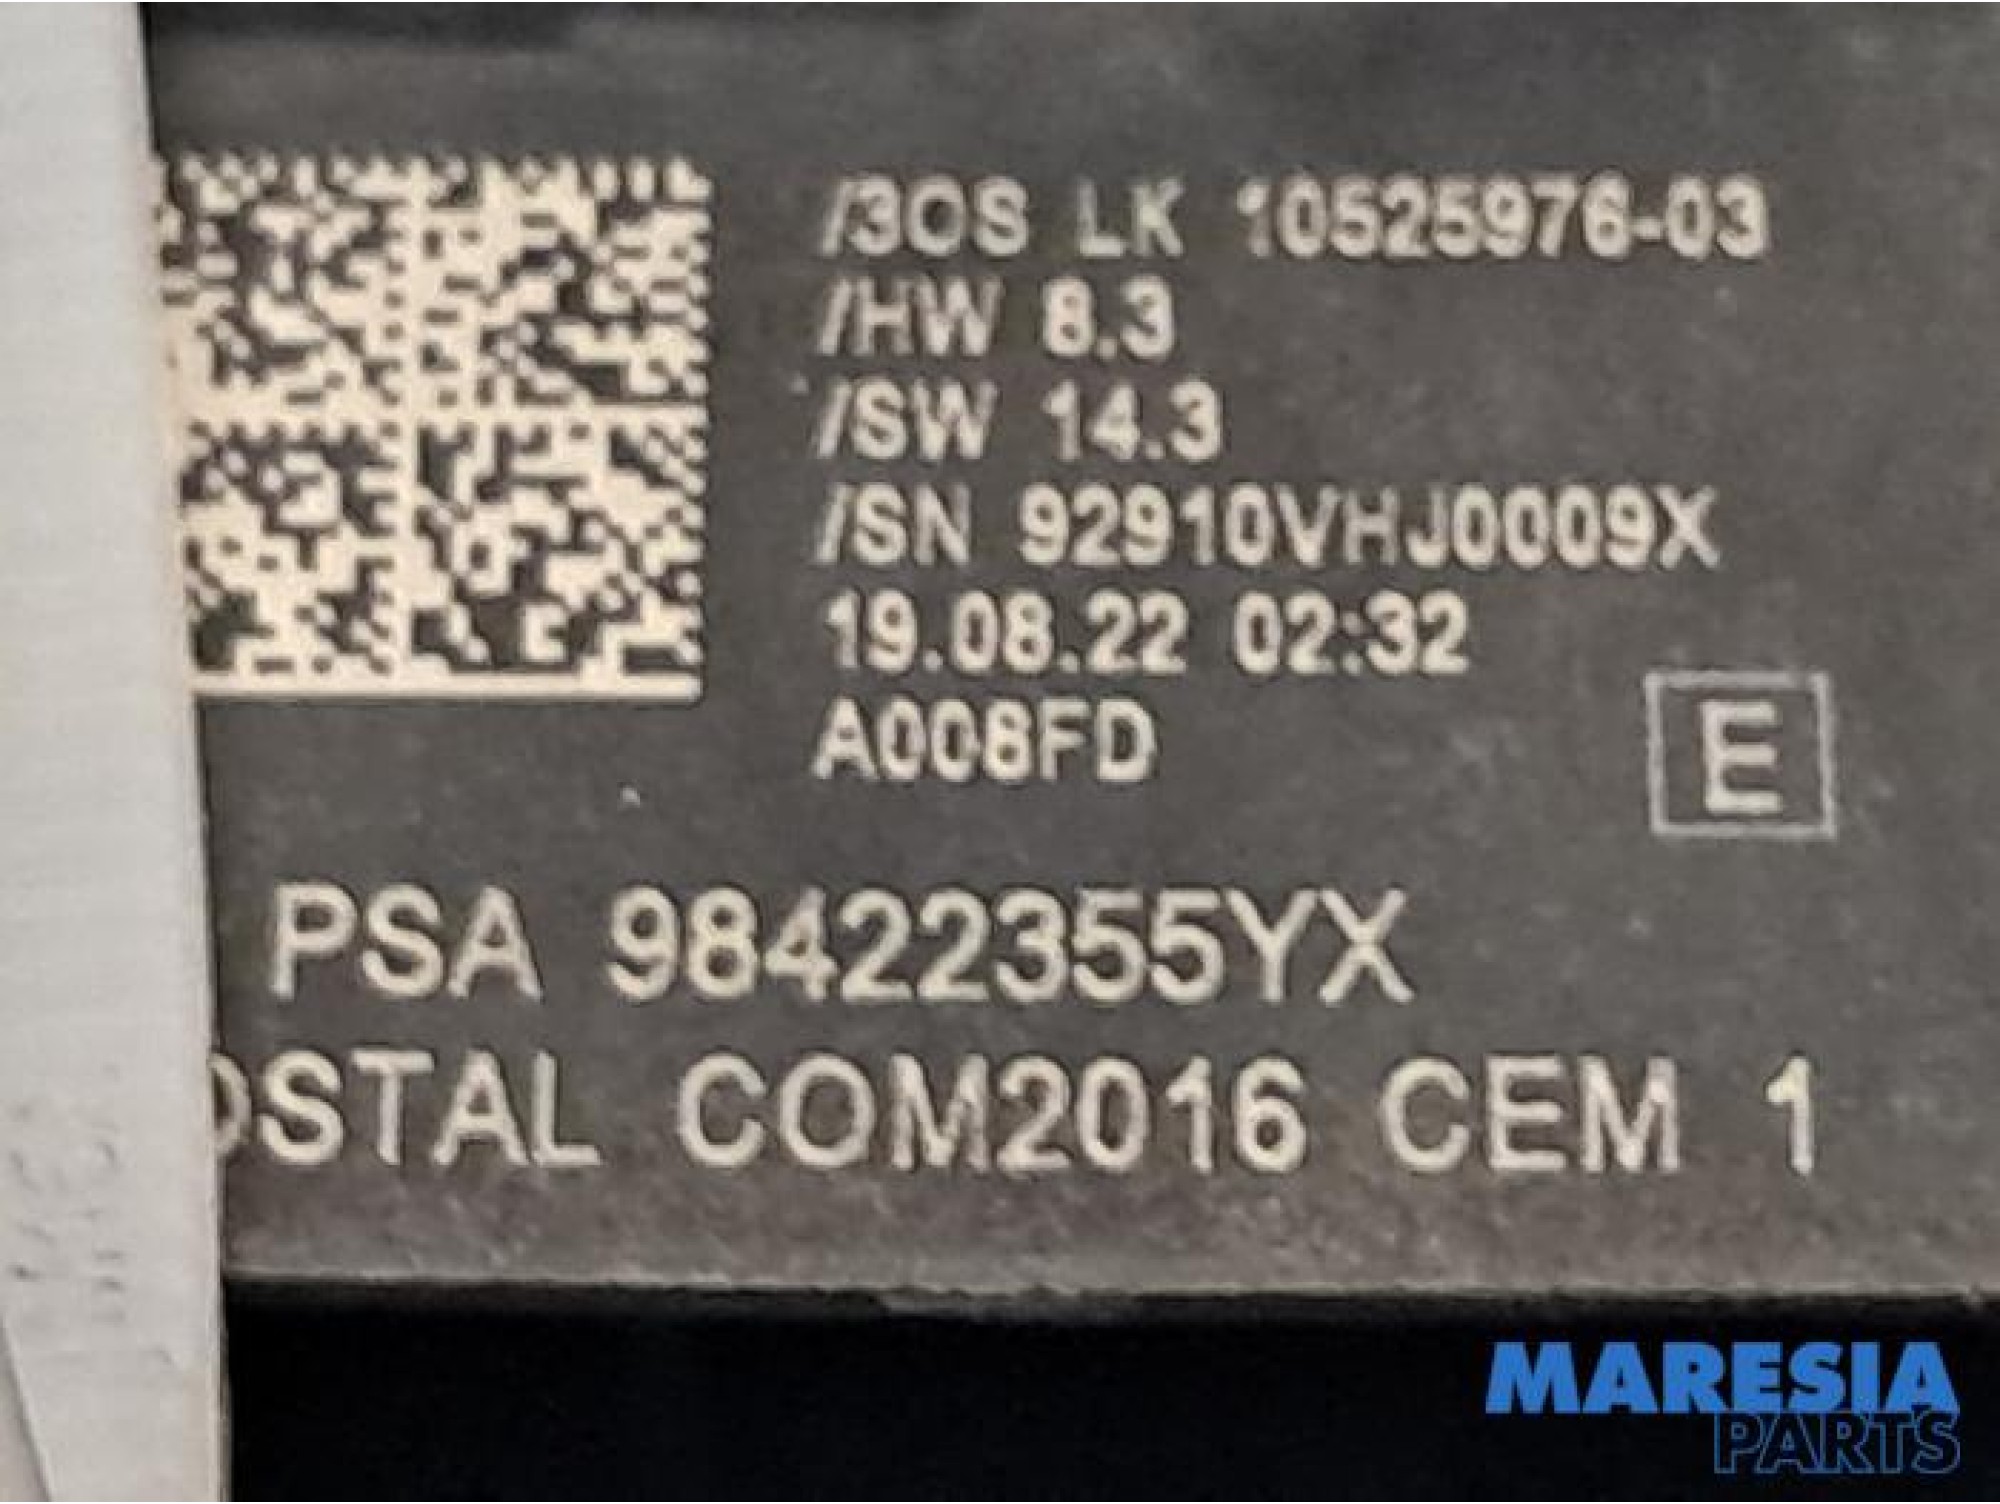 /3OS LK 10525976-03
/HW 8.3
/SW 14.3
/SN 92910VHJ0009X
19.08.22 02:32
A008FD
E
PSA 98422355YX
OSTAL COM2016 CEM 1
MARESIA
PARTS